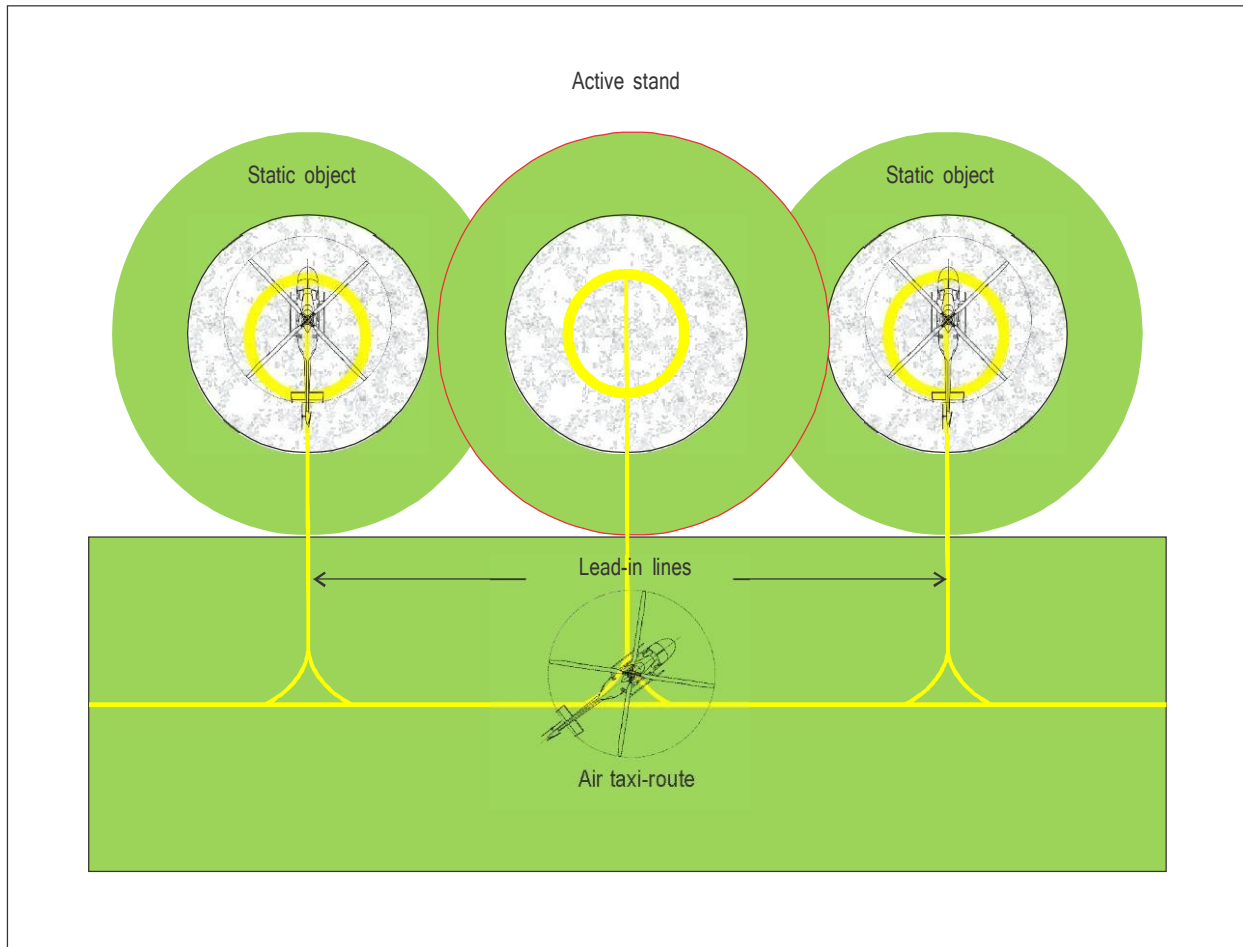 Active stand
Static object
Static object
Lead-in lines
Air taxi-route